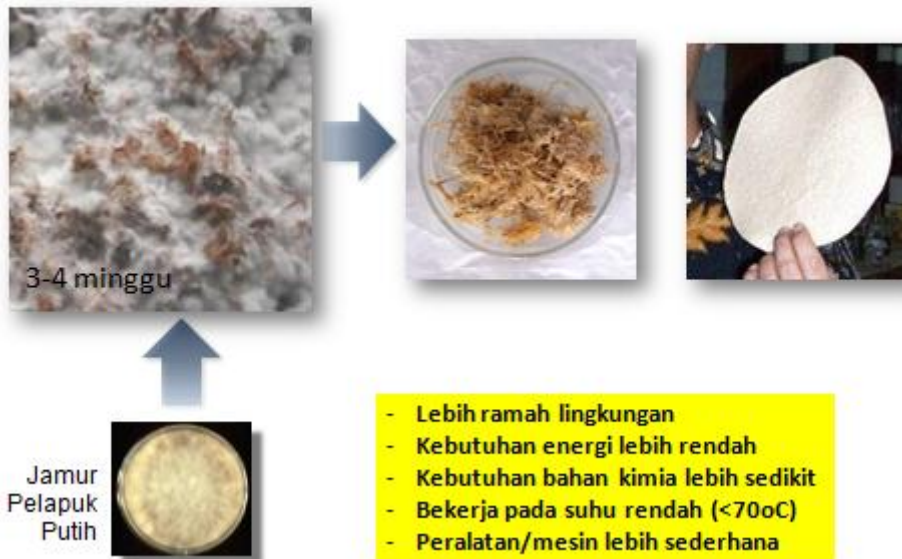 3-4 minggu
Jamur
Pelapuk
Putih
- Lebih ramah lingkungan
- Kebutuhan energi lebih rendah
- Kebutuhan bahan kimia lebih sedikit
- Bekerja pada suhu rendah (<70oC)
- Peralatan/mesin lebih sederhana